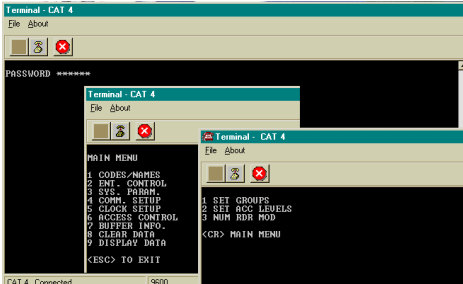 Terminal - CAT 4
File About
PASSWORD ******
Terminal - CAT 4
File About
MAIN MENU
1 CODES/NAMES
2 ENT. CONTROL
3 SYS. PARAM.
4 COMM. SETUP
5 CLOCK SETUP
6 ACCESS CONTROL
7 BUFFER INFO.
8 CLEAR DATA
9 DISPLAY DATA
<ESC> TO EXIT
Terminal - CAT 4
File About
1 SET GROUPS
2 SET ACC LEVELS
3 NUM RDR MOD
<CR> MAIN MENU
CAT 4 Connected
9600